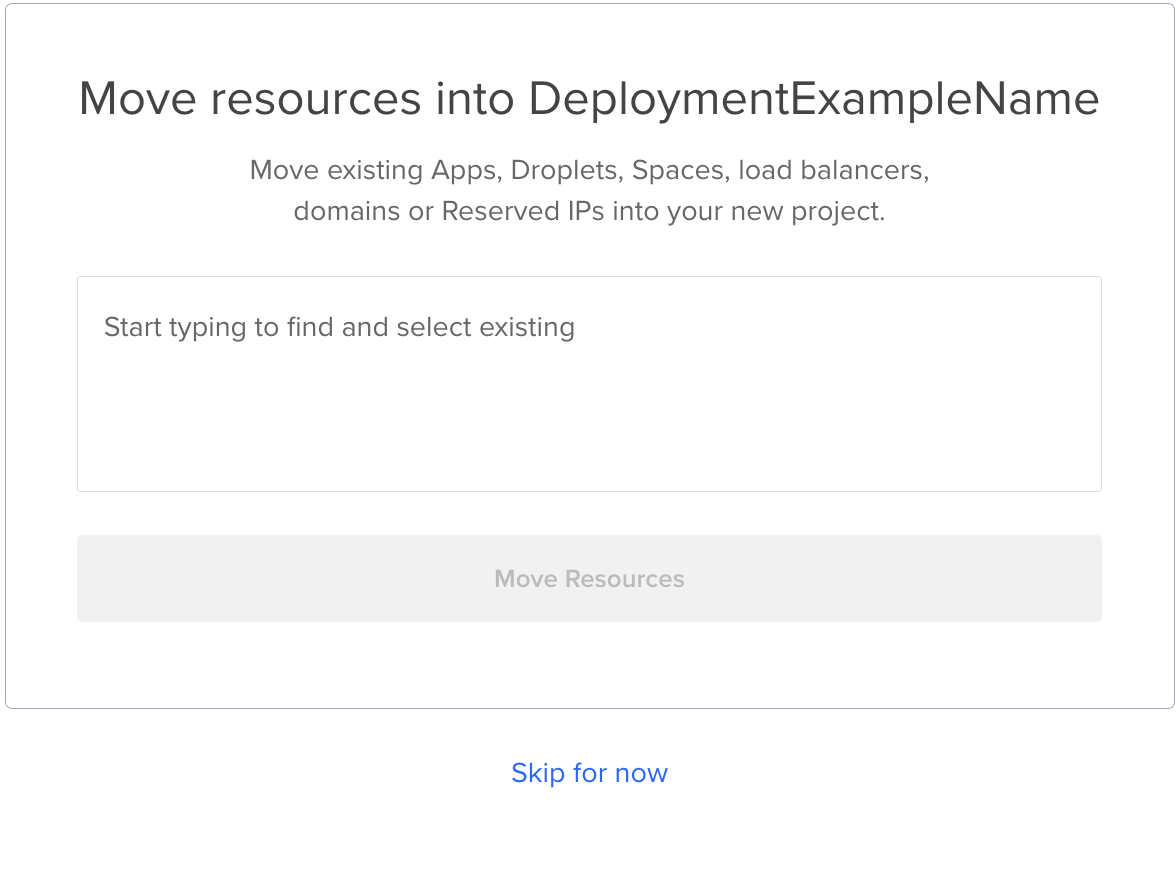 Move resources into DeploymentExampleName
Move existing Apps, Droplets, Spaces, load balancers,
domains or Reserved IPs into your new project.
Start typing to find and select existing
Move Resources
Skip for now